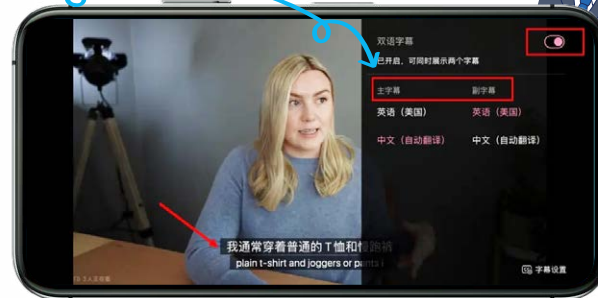 双语字幕
已开启，可同时展示两个字幕
主字幕 副字幕
英语（美国） 英语（美国）
中文（自动翻译） 中文（自动翻译）
我通常穿着普通的T恤和慢跑裤
plain t-shirt and joggers or pants i
字幕设置